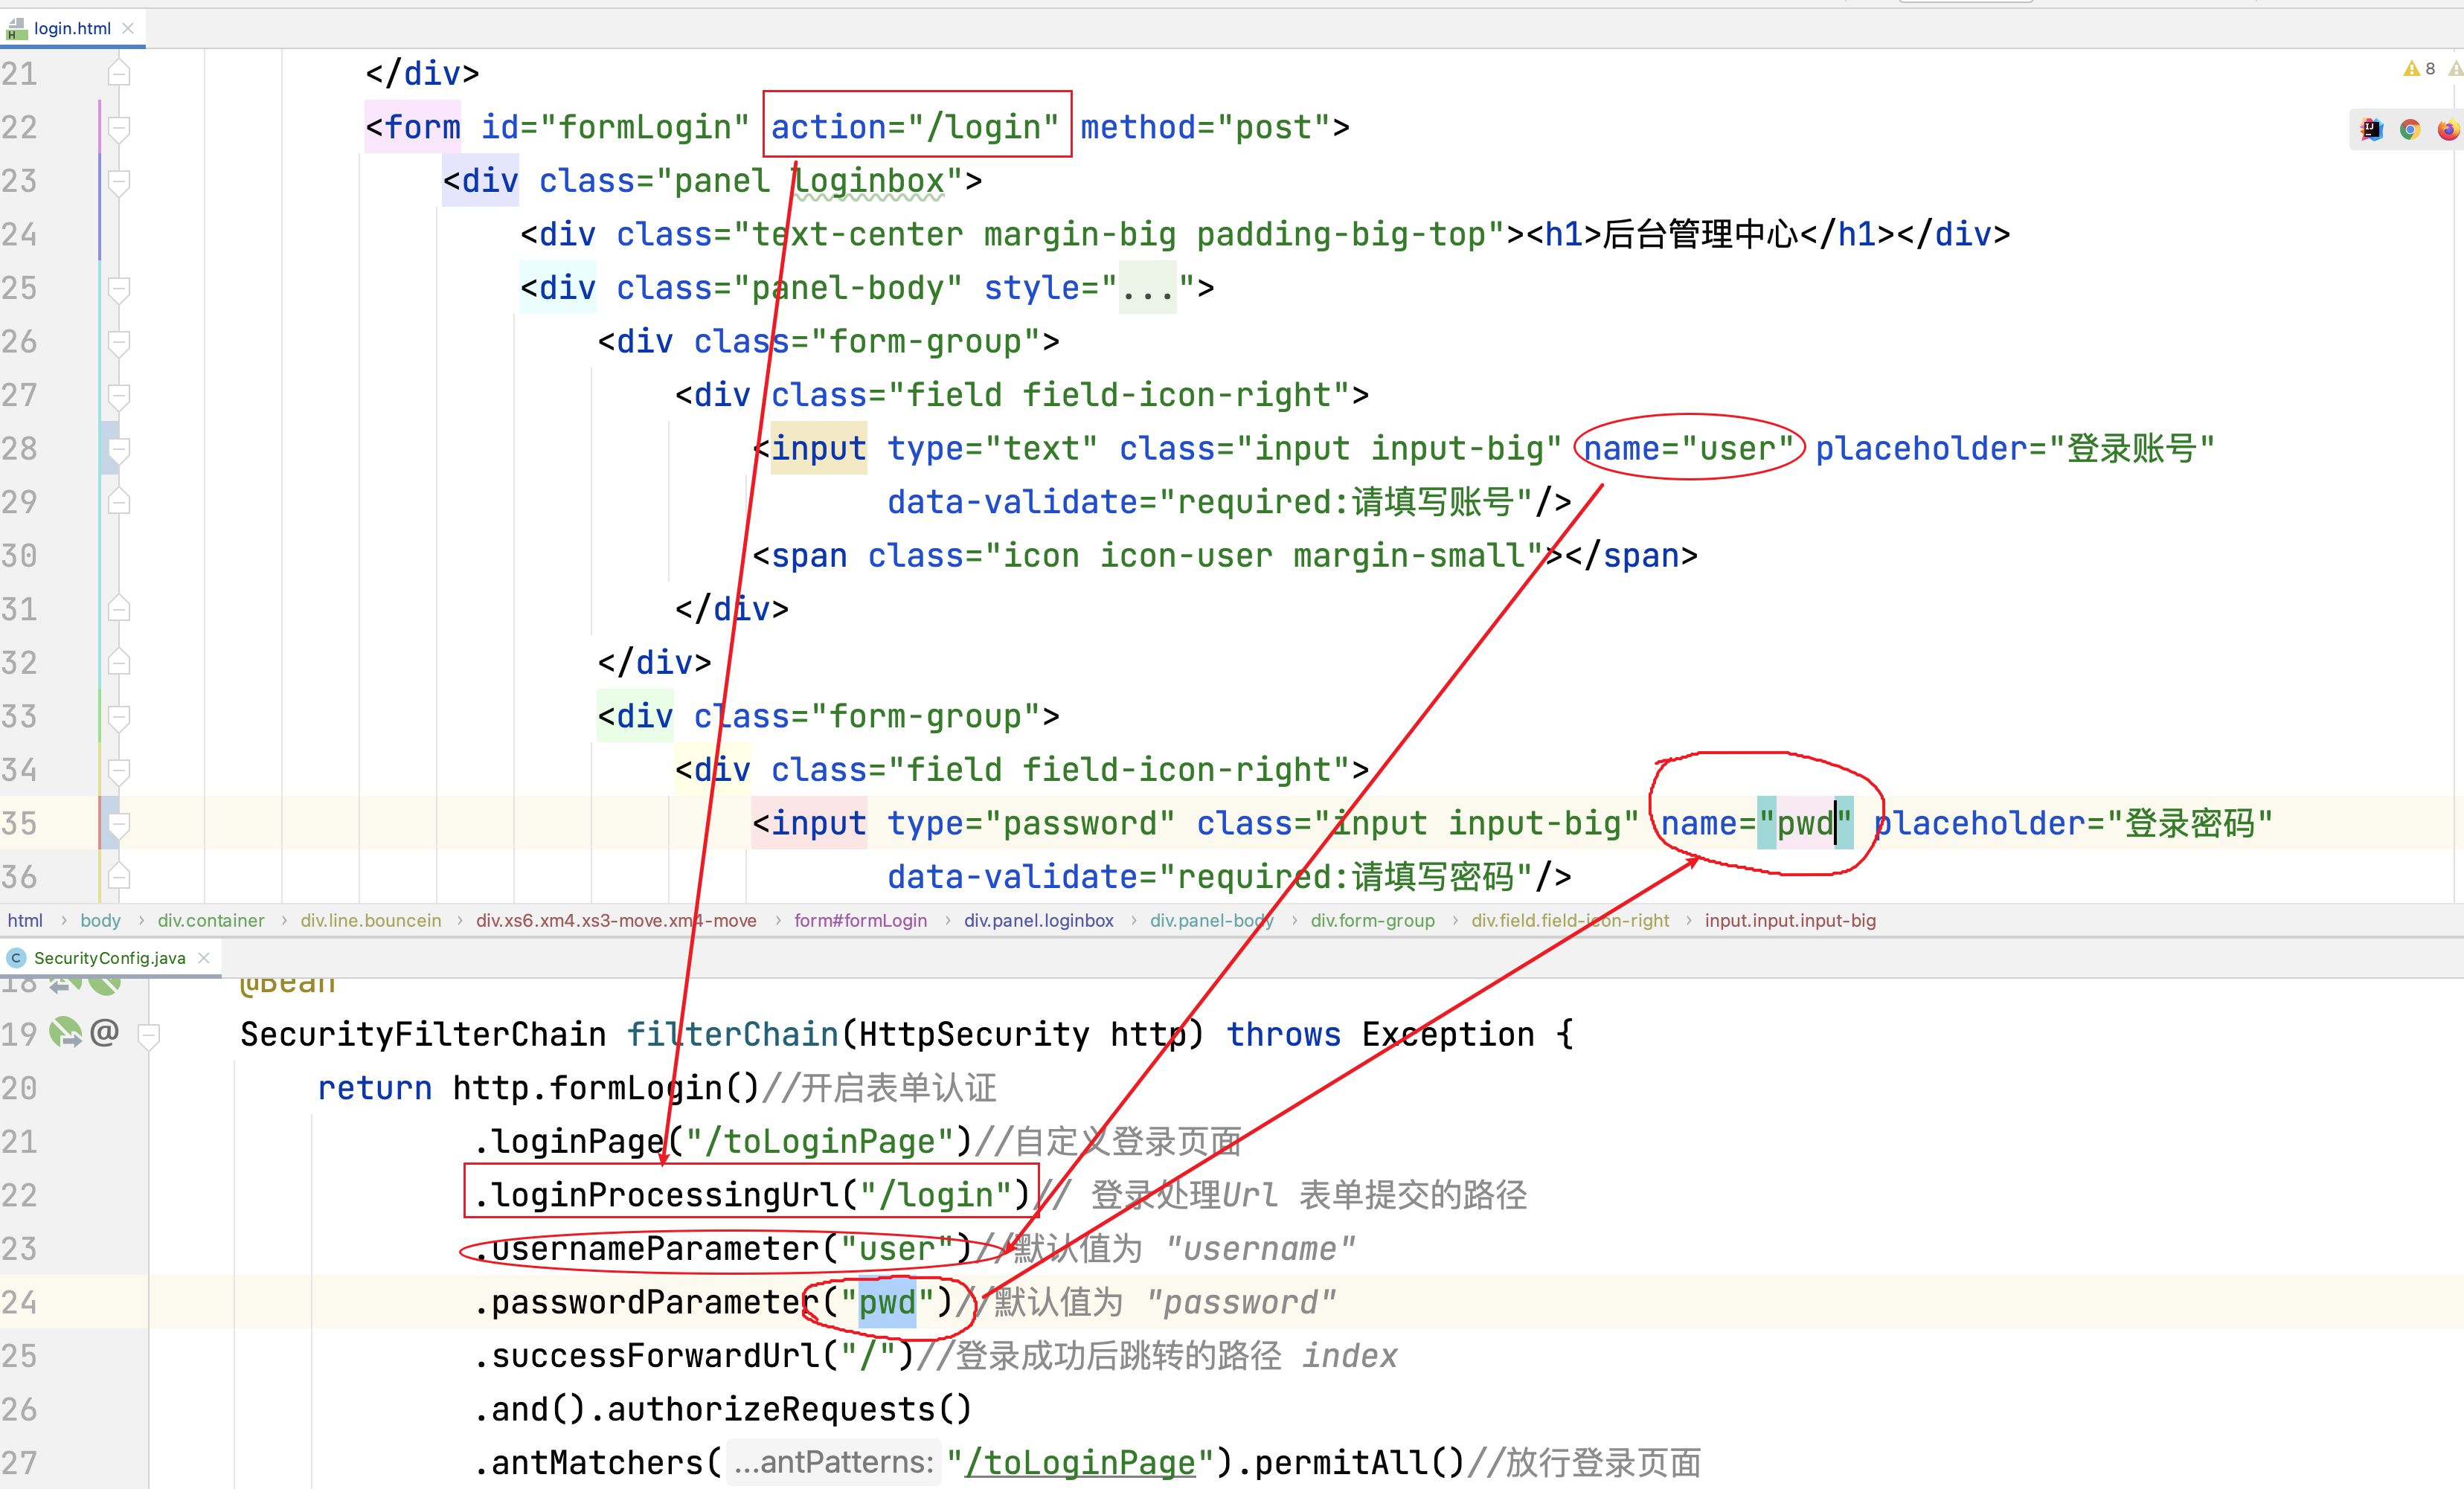 login.html
8
21 </div>
22 <form id="formLogin" action="/login" method="post">
23 <div class="panel loginbox">
24 <div class="text-center margin-big padding-big-top"><h1>后台管理中心</h1></div>
25 <div class="panel-body" style="...">
26 <div class="form-group">
27 <div class="field field-icon-right">
28 <input type="text" class="input input-big" name="user" placeholder="登录账号"
29 data-validate="required:请填写账号"/>
30 <span class="icon icon-user margin-small"></span>
31 </div>
32 </div>
33 <div class="form-group">
34 <div class="field field-icon-right">
35 <input type="password" class="input input-big" name="pwd" placeholder="登录密码"
36 data-validate="required:请填写密码"/>
html › body › div.container › div.line.bouncein › div.xs6.xm4.xs3-move.xm4-move › form#formLogin › div.panel.loginbox › div.panel-body › div.form-group › div.field.field-icon-right › input.input.input-big
SecurityConfig.java
18 @Bean
19 @ SecurityFilterChain filterChain(HttpSecurity http) throws Exception {
20 return http.formLogin()//开启表单认证
21 .loginPage("/toLoginPage")//自定义登录页面
22 .loginProcessingUrl("/login")// 登录处理Url 表单提交的路径
23 .usernameParameter("user")//默认值为 "username"
24 .passwordParameter("pwd")//默认值为 "password"
25 .successForwardUrl("/")//登录成功后跳转的路径 index
26 .and().authorizeRequests()
27 .antMatchers( ...antPatterns: "/toLoginPage").permitAll()//放行登录页面